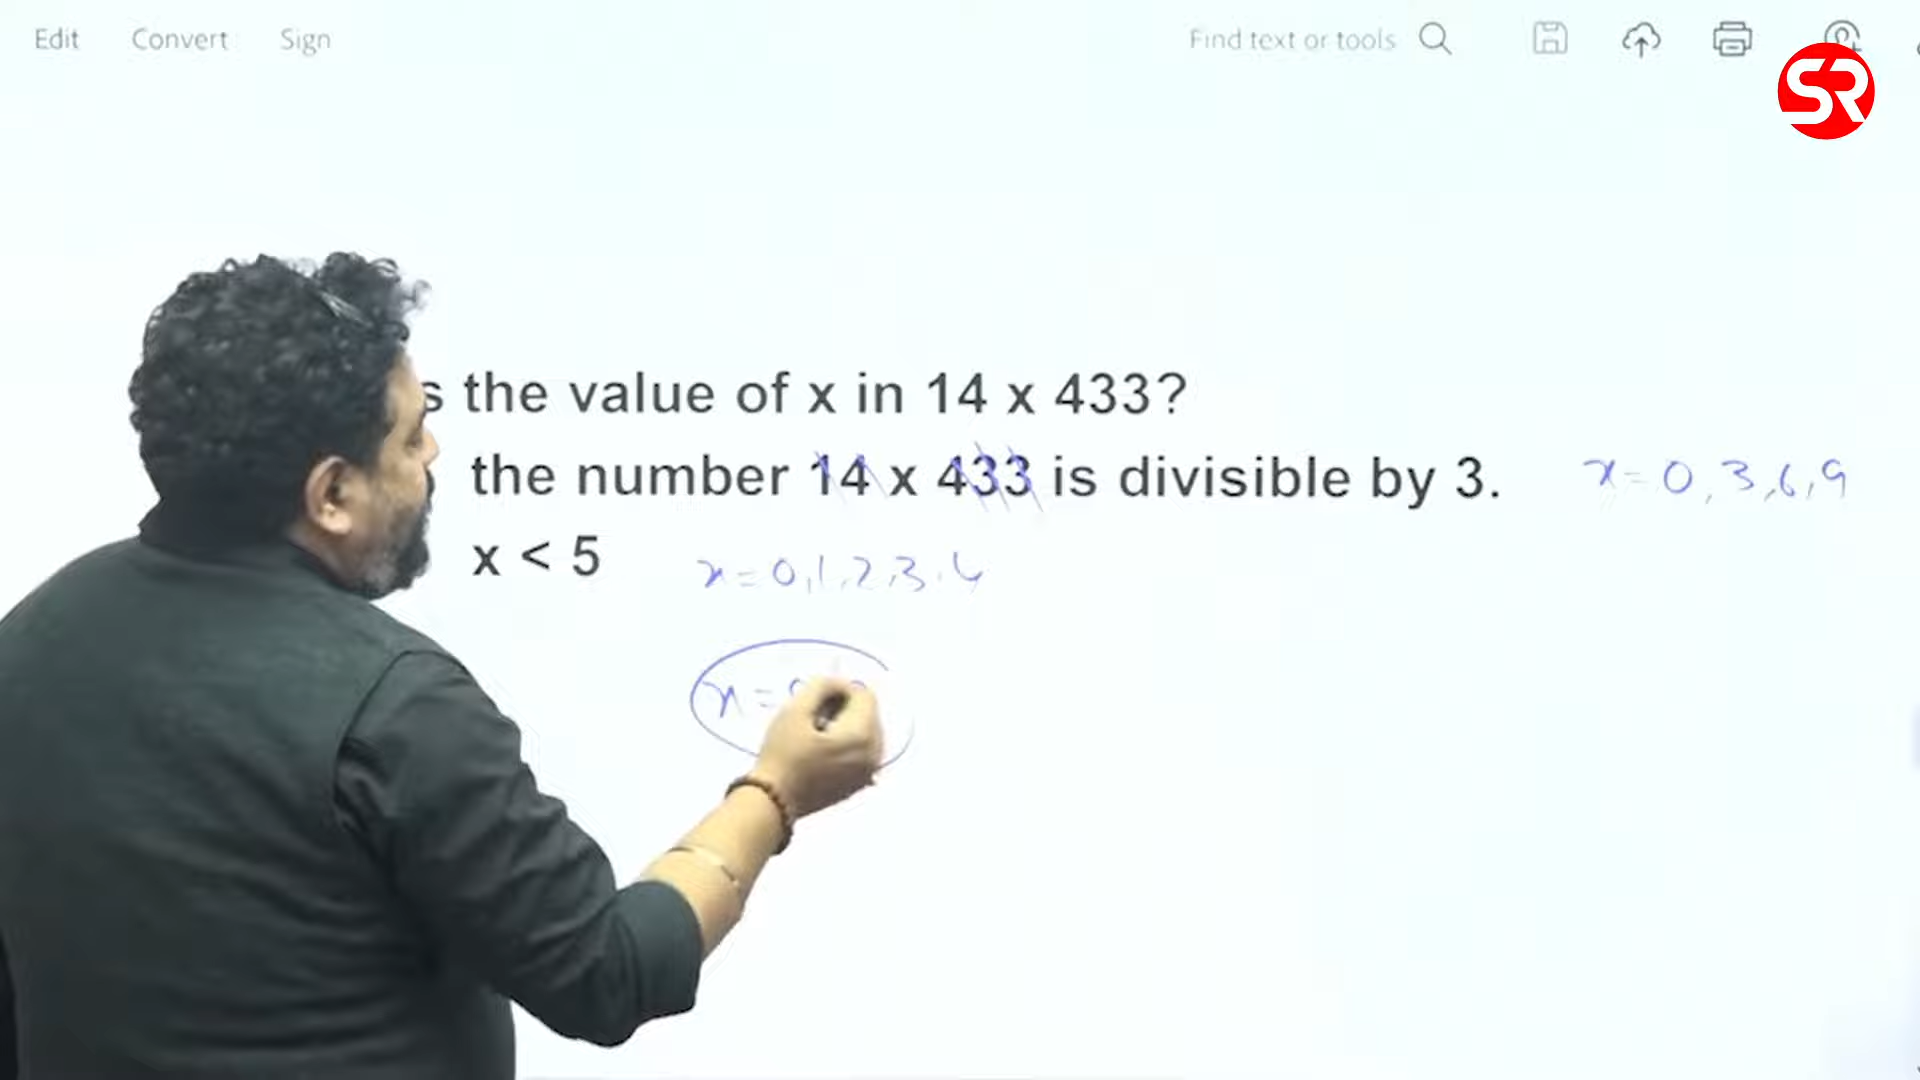 Edit Convert Sign Find text or tools
SR
s the value of x in 14 x 433?
the number 14 x 433 is divisible by 3. x = 0, 3, 6, 9
x < 5 x = 0, 1, 2, 3, 4
x =